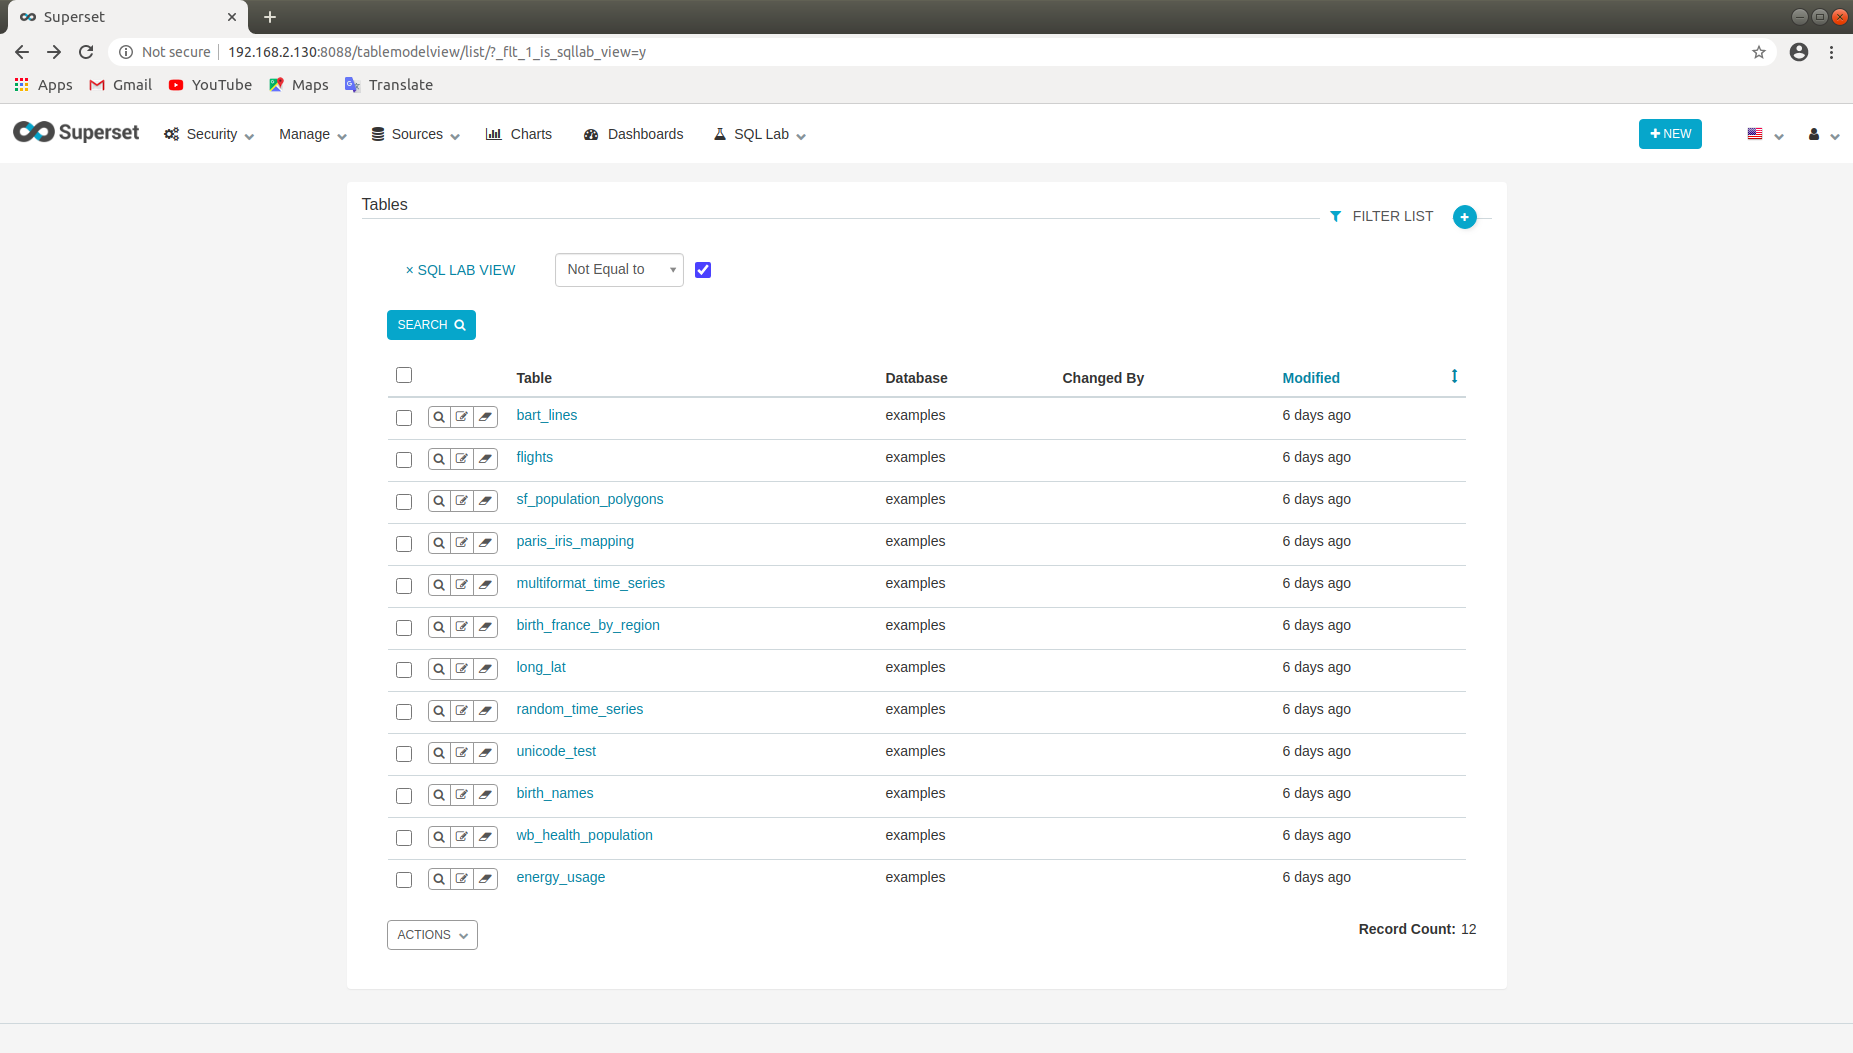 Superset
Not secure 192.168.2.130:8088/tablemodelview/list/?_flt_1_is_sqllab_view=y
Apps Gmail YouTube Maps Translate
Superset Security Manage Sources Charts Dashboards SQL Lab + NEW
Tables
FILTER LIST
× SQL LAB VIEW Not Equal to
SEARCH
Table Database Changed By Modified
bart_lines examples 6 days ago
flights examples 6 days ago
sf_population_polygons examples 6 days ago
paris_iris_mapping examples 6 days ago
multiformat_time_series examples 6 days ago
birth_france_by_region examples 6 days ago
long_lat examples 6 days ago
random_time_series examples 6 days ago
unicode_test examples 6 days ago
birth_names examples 6 days ago
wb_health_population examples 6 days ago
energy_usage examples 6 days ago
ACTIONS Record Count: 12